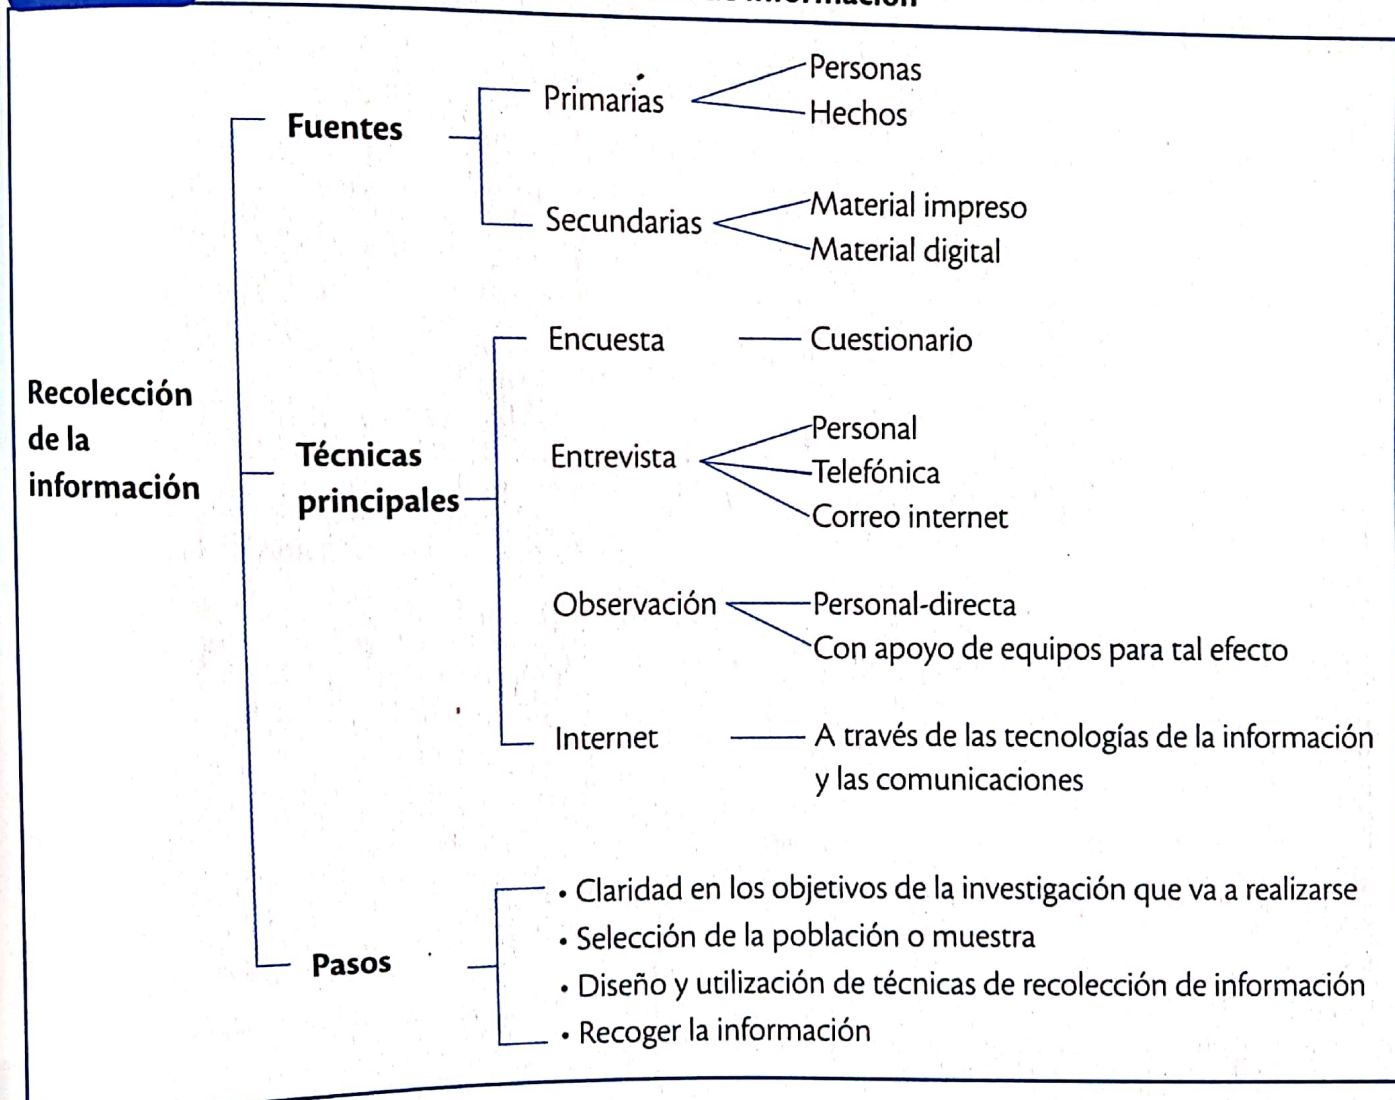 información
Primarias
Personas
Hechos
Fuentes
Secundarias
Material impreso
Material digital
Recolección
de la
información
Técnicas
principales
Encuesta
Cuestionario
Entrevista
Personal
Telefónica
Correo internet
Observación
Personal-directa
Con apoyo de equipos para tal efecto
Internet
A través de las tecnologías de la información
y las comunicaciones
Pasos
• Claridad en los objetivos de la investigación que va a realizarse
• Selección de la población o muestra
• Diseño y utilización de técnicas de recolección de información
• Recoger la información